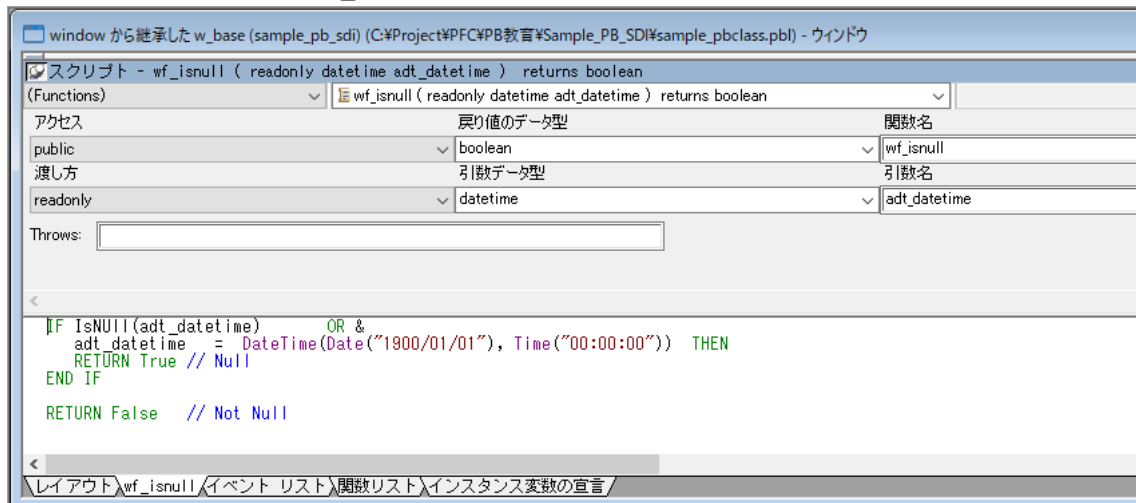 window から継承した w_base (sample_pb_sdi) (C:¥Project¥PFC¥PB教育¥Sample_PB_SDI¥sample_pbclass.pbl) - ウィンドウ
スクリプト - wf_isnull ( readonly datetime adt_datetime ) returns boolean
(Functions) wf_isnull ( readonly datetime adt_datetime ) returns boolean
アクセス 戻り値のデータ型 関数名
public boolean wf_isnull
渡し方 引数データ型 引数名
readonly datetime adt_datetime
Throws:
IF IsNUll(adt_datetime) OR &
adt_datetime = DateTime(Date("1900/01/01"), Time("00:00:00")) THEN
RETURN True // Null
END IF
RETURN False // Not Null
レイアウト wf_isnull イベント リスト 関数リスト インスタンス変数の宣言